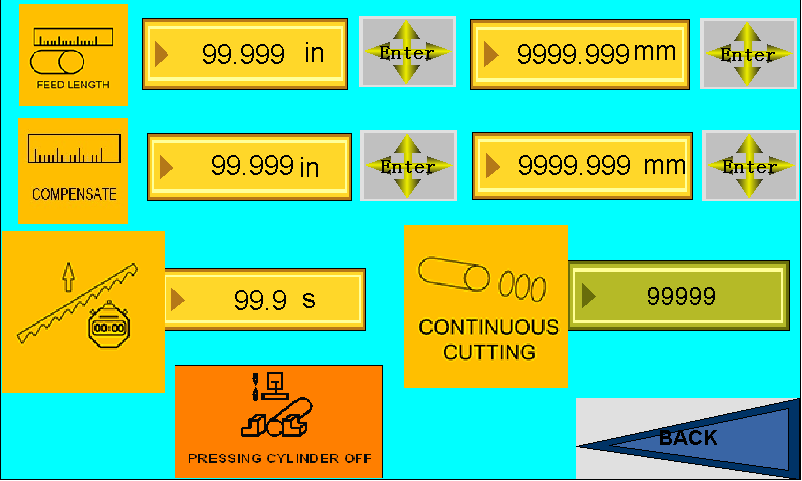 FEED LENGTH
99.999 in
Enter
9999.999 mm
Enter
COMPENSATE
99.999 in
Enter
9999.999 mm
Enter
00:00
99.9 s
CONTINUOUS
CUTTING
99999
PRESSING CYLINDER OFF
BACK